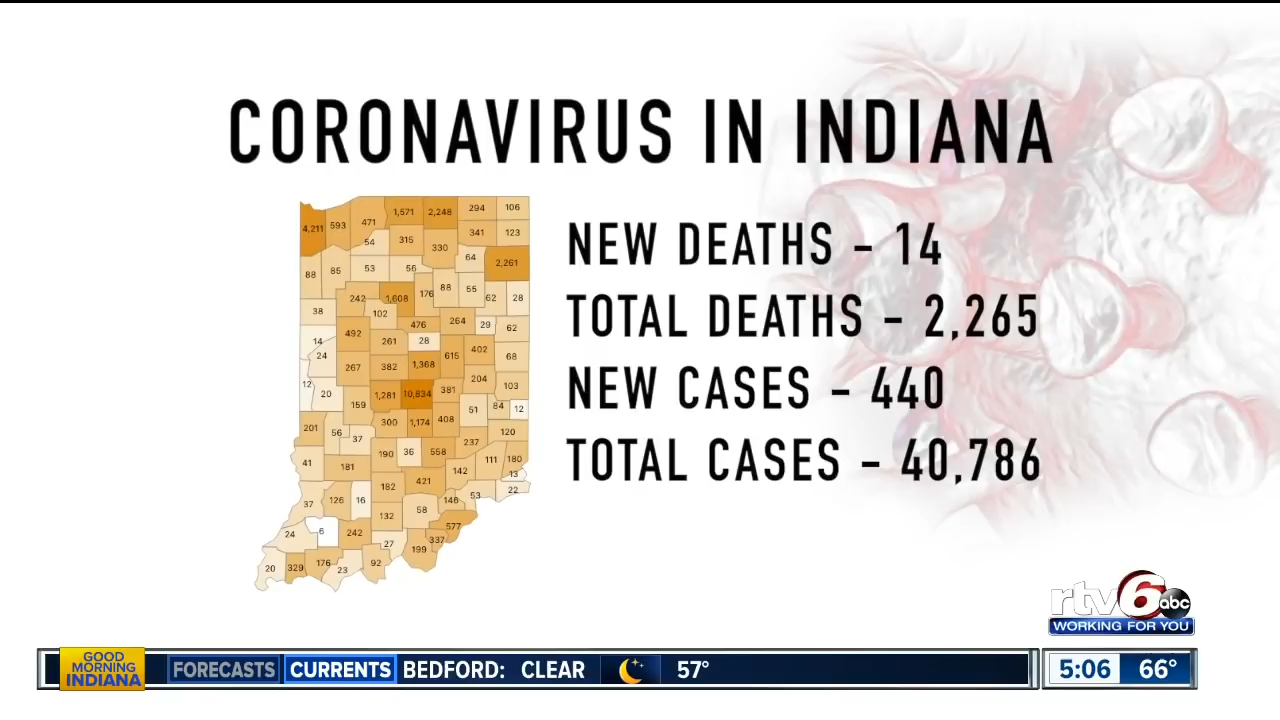 CORONAVIRUS IN INDIANA
4,211 593 471 1,571 2,248 294 106
54 315 330 341 123
88 85 53 56 64 2,261
38 242 1,608 176 88 55 62 28
102
14 492 261 476 264 29 62
24 28
267 382 1,368 615 402 68
12 20 159 1,281 10,834 381 204 103
201 56 37 300 1,174 408 51 84 12
41 181 190 36 558 237 120
142 111 180
13
37 126 16 182 421 146 53 22
24 6 242 132 58 577
27 199 337
20 329 176 23 92
NEW DEATHS - 14
TOTAL DEATHS - 2,265
NEW CASES - 440
TOTAL CASES - 40,786
rtv6 abc
WORKING FOR YOU
GOOD
MORNING
INDIANA
FORECASTS CURRENTS BEDFORD: CLEAR 57° 5:06 66°